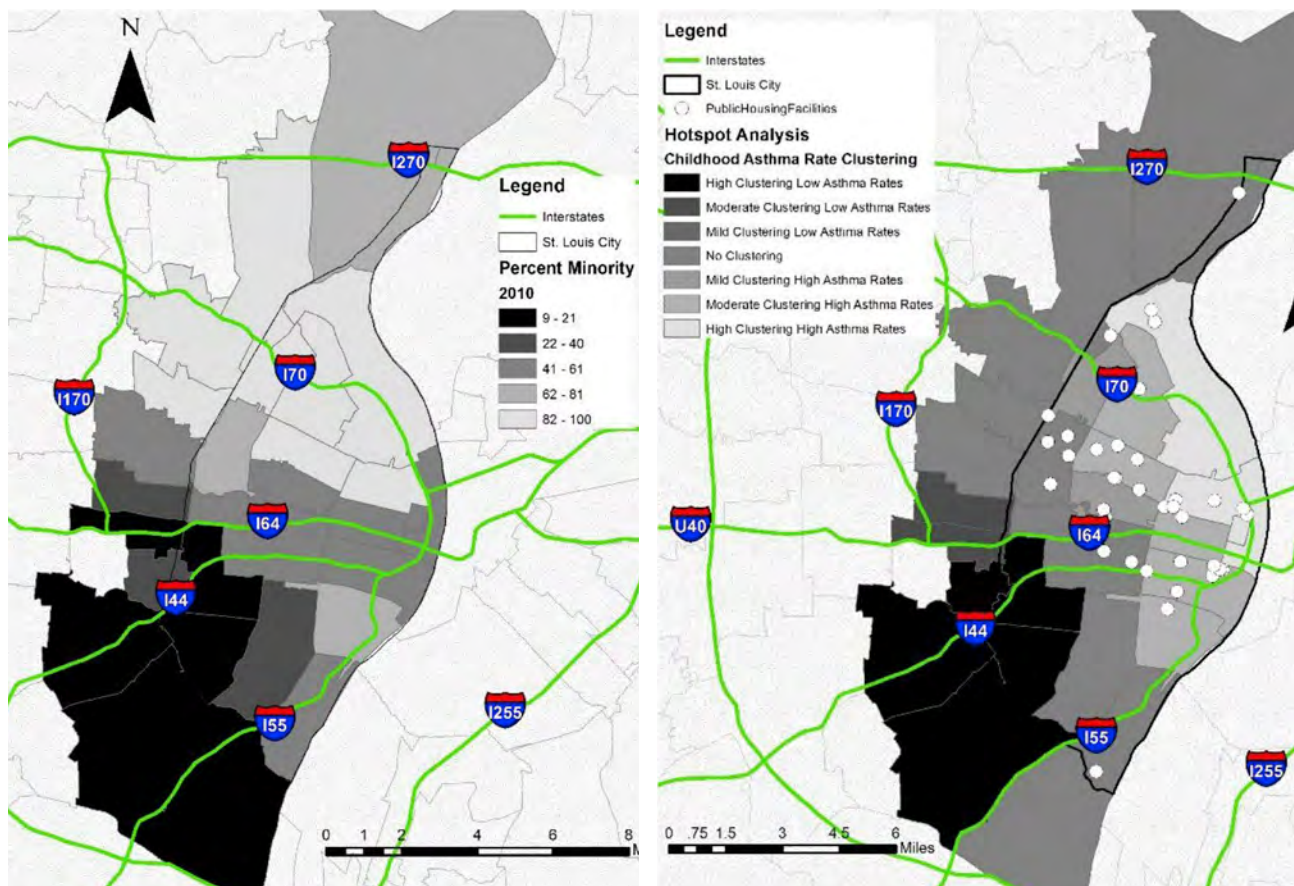 N
I270
Legend
Interstates
St. Louis City
Percent Minority
2010
9 - 21
22 - 40
41 - 61
62 - 81
82 - 100
I70
I170
I64
I44
I55
I255
0 1 2 4 6 8
Legend
Interstates
St. Louis City
PublicHousingFacilities
Hotspot Analysis
Childhood Asthma Rate Clustering
High Clustering Low Asthma Rates
Moderate Clustering Low Asthma Rates
Mild Clustering Low Asthma Rates
No Clustering
Mild Clustering High Asthma Rates
Moderate Clustering High Asthma Rates
High Clustering High Asthma Rates
I270
I70
I170
U40
I64
I44
I55
I255
0 .75 1.5 3 4.5 6
Miles